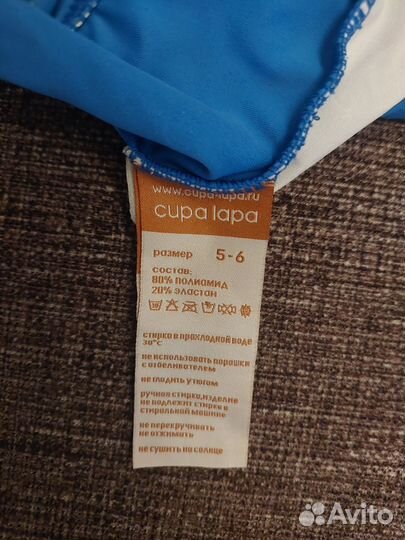 www.cupalapa.ru
cupa lapa
размер 5-6
состав:
80% полиамид
20% эластан
стирка в прохладной воде
30°С
не использовать порошки
с отбеливателем
не гладить утюгом
ручная стирка,изделие
не подлежит стирке в
стиральной машине
не перекручивать
не отжимать
не сушить на солнце
Avito